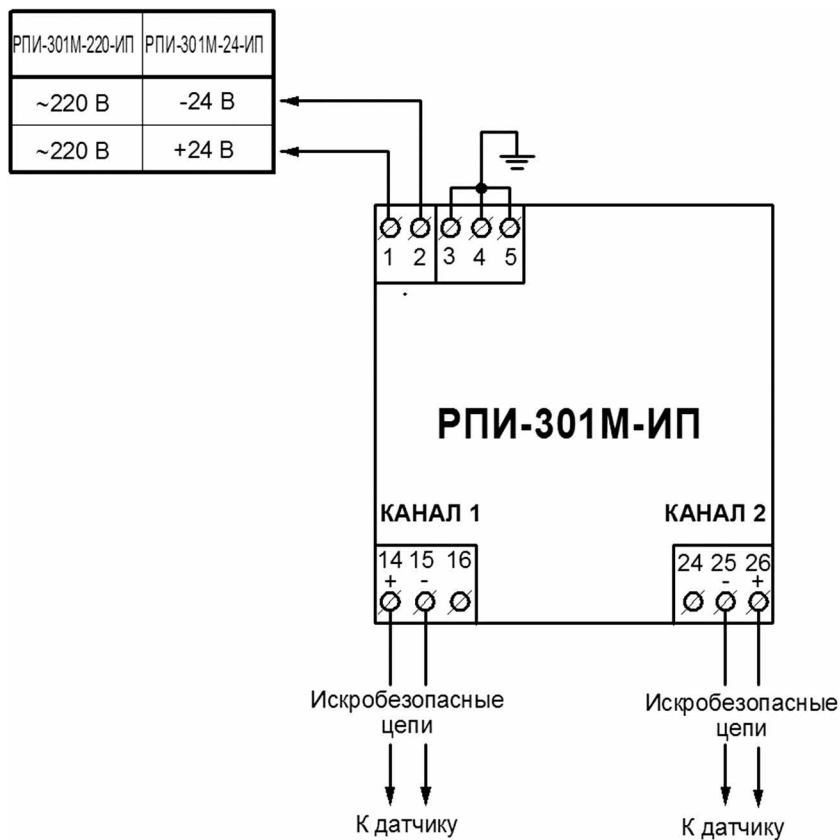 РПИ-301М-220-ИП РПИ-301М-24-ИП
~220 В -24 В
~220 В +24 В
1 2 3 4 5
РПИ-301М-ИП
КАНАЛ 1 КАНАЛ 2
14 15 16 24 25 26
+ - - +
Искробезопасные Искробезопасные
цепи цепи
К датчику К датчику